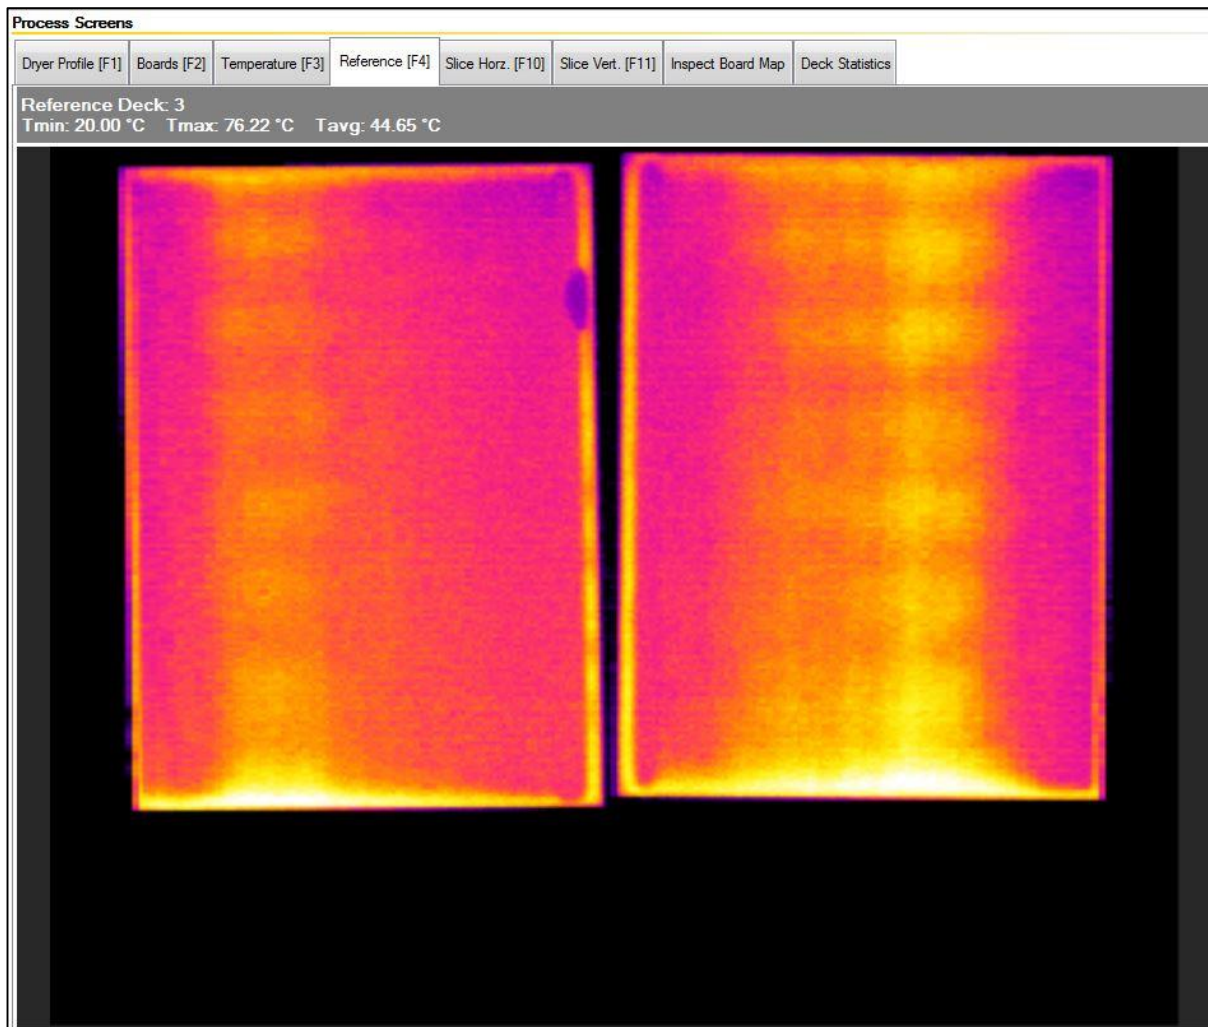 Process Screens
Dryer Profile [F1] Boards [F2] Temperature [F3] Reference [F4] Slice Horz. [F10] Slice Vert. [F11] Inspect Board Map Deck Statistics
Reference Deck: 3
Tmin: 20.00 °C Tmax: 76.22 °C Tavg: 44.65 °C